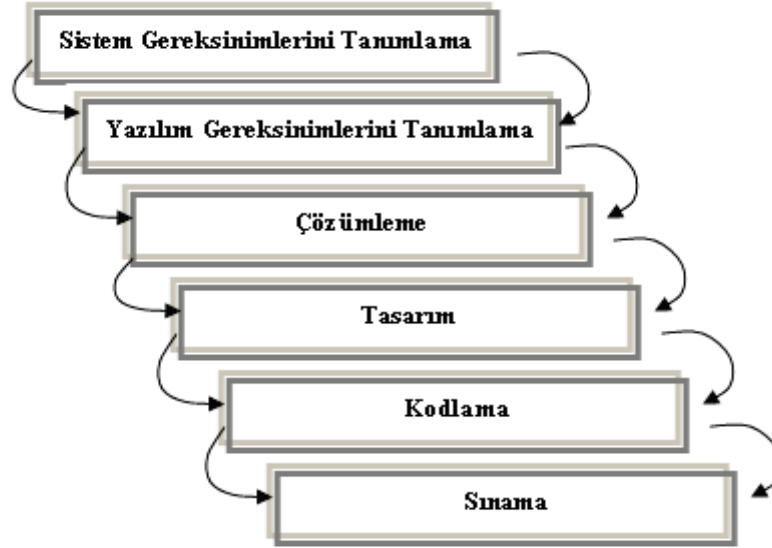 Sistem Gereksinimlerini Tanımlama
Yazılım Gereksinimlerini Tanımlama
Çözümleme
Tasarım
Kodlama
Sınama